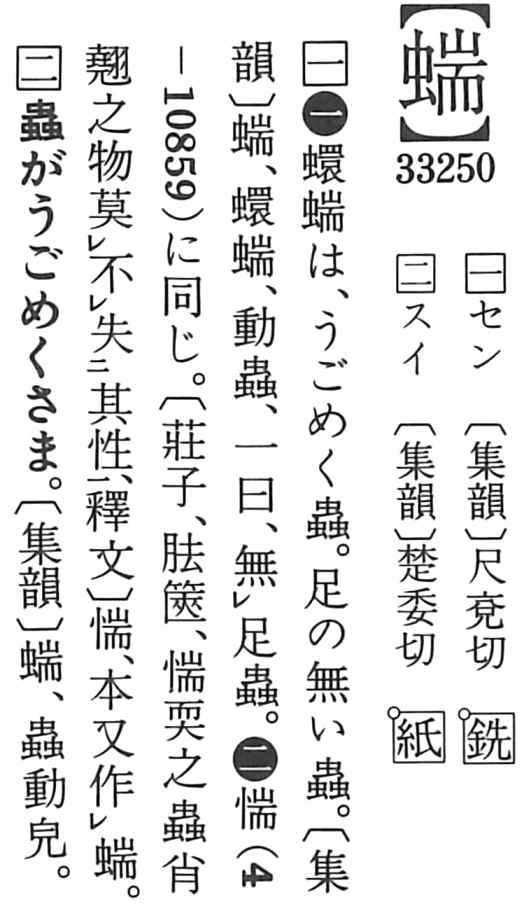 【蝡】
33250
一 セン 〔集韻〕尺兗切 銑
二 スイ 〔集韻〕楚委切 紙
一 ❶蠉蝡は、うごめく蟲。足の無い蟲。〔集
韻〕蝡、蠉蝡、動蟲、一曰、無㆑足蟲。❷惴(4
—10859)に同じ。〔莊子、胠篋〕惴耎之蟲肖
翹之物莫㆑不㆑失㆓其性㆒、釋文〕惴、本又作㆑蝡。
二 蟲がうごめくさま。〔集韻〕蝡、蟲動皃。